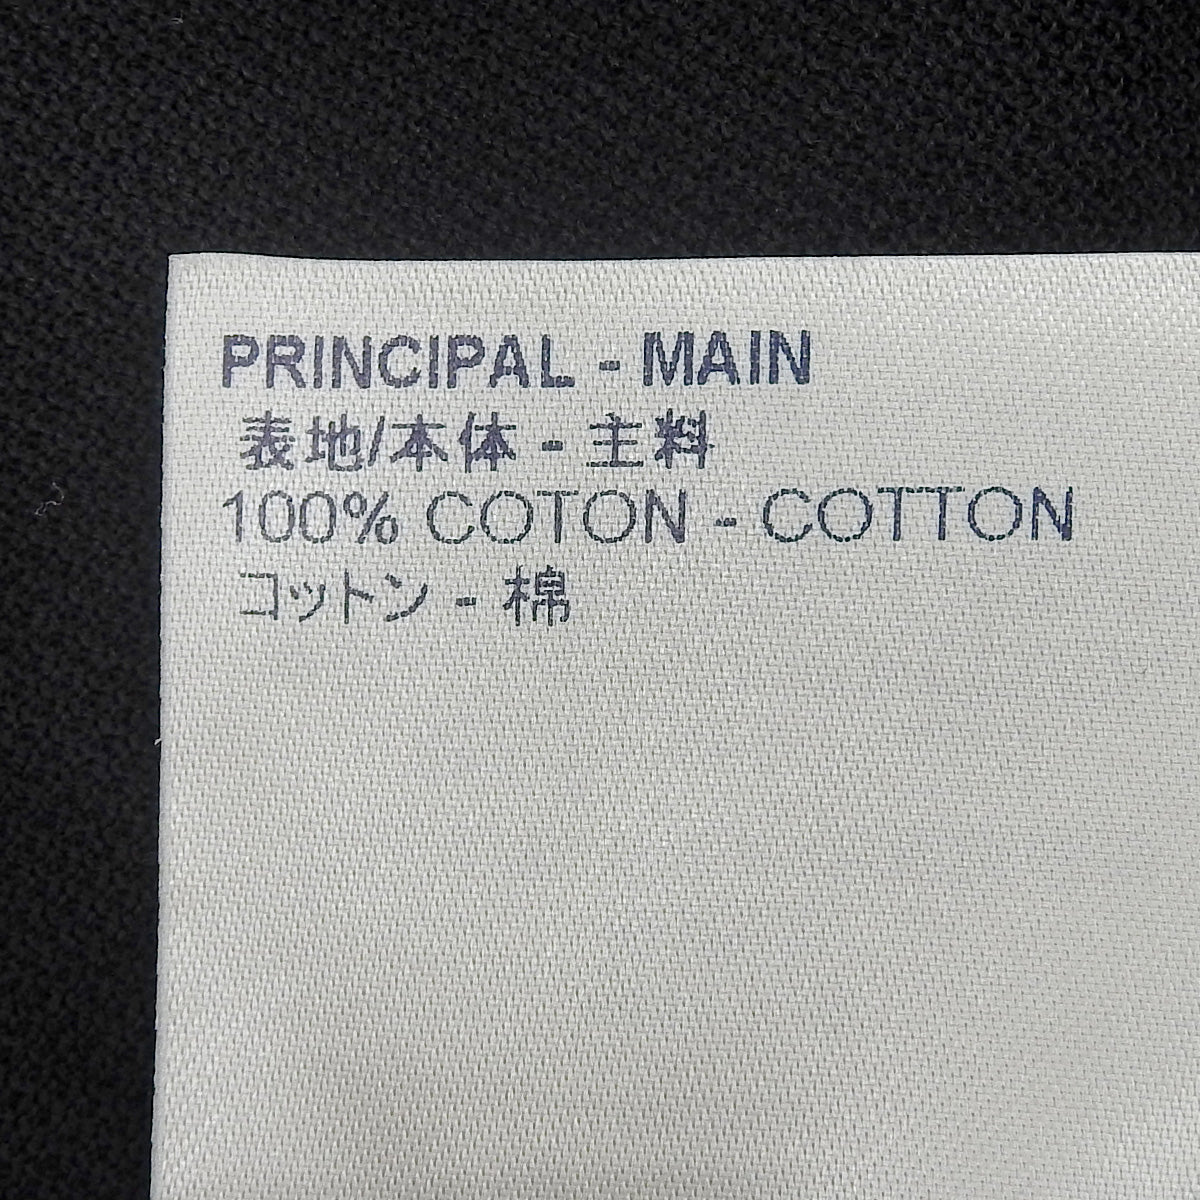 PRINCIPAL - MAIN
表地/本体 - 主料
100% COTON - COTTON
コットン - 棉